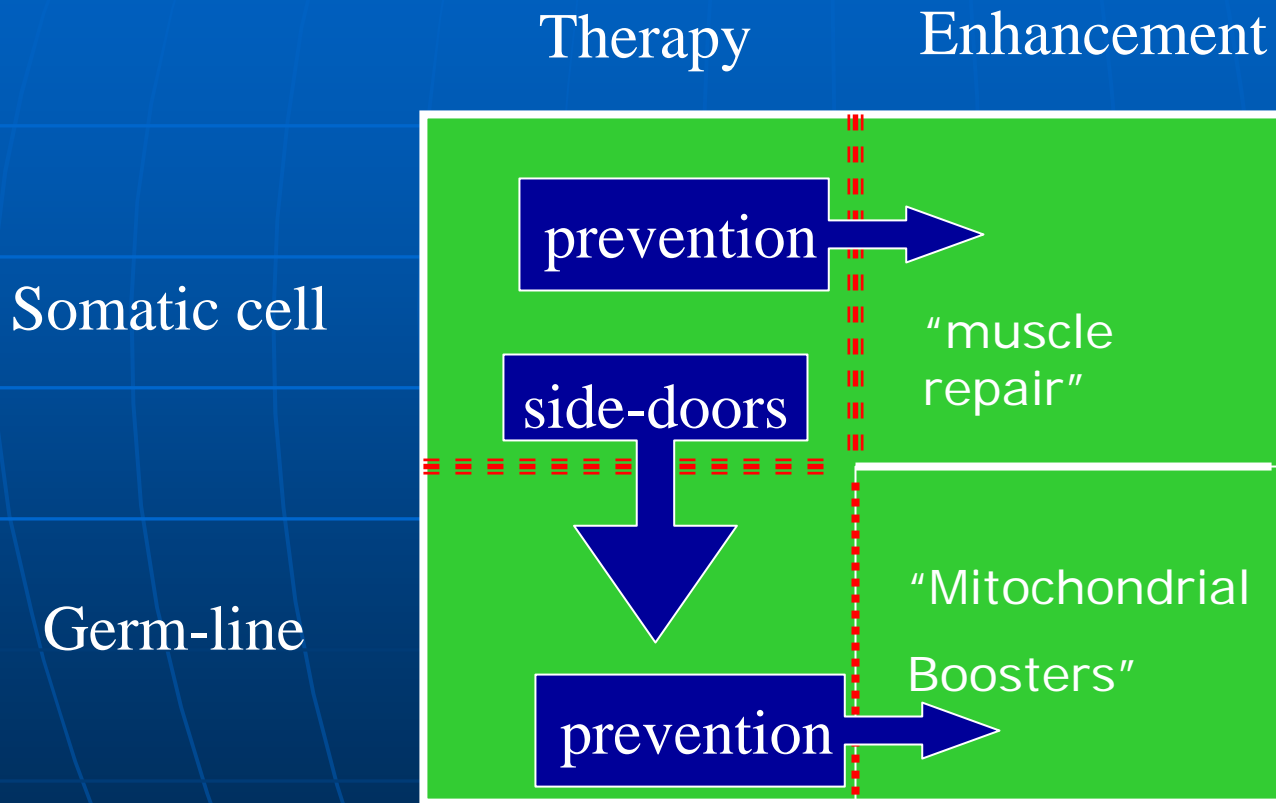 Therapy
Enhancement
Somatic cell
prevention
side-doors
"muscle
repair"
Germ-line
prevention
"Mitochondrial
Boosters"